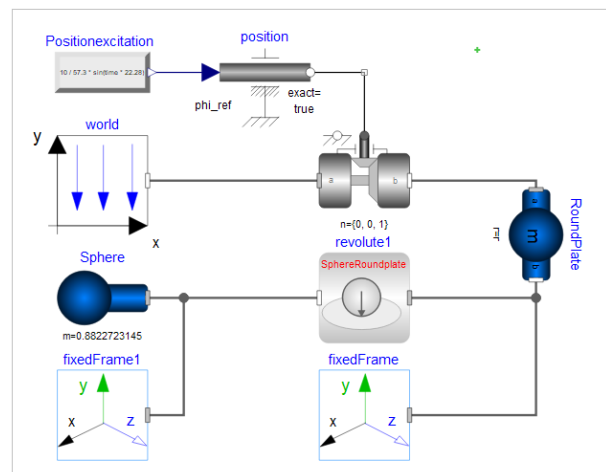 Positionexcitation
position
10 / 57.3 * sin(time * 22.28)
phi_ref
exact=
true
world
y
x
a
b
n={0, 0, 1}
revolute1
a
m
b
r=r
RoundPlate
Sphere
m=0.8822723145
SphereRoundplate
fixedFrame1
y
x
z
fixedFrame
y
x
z